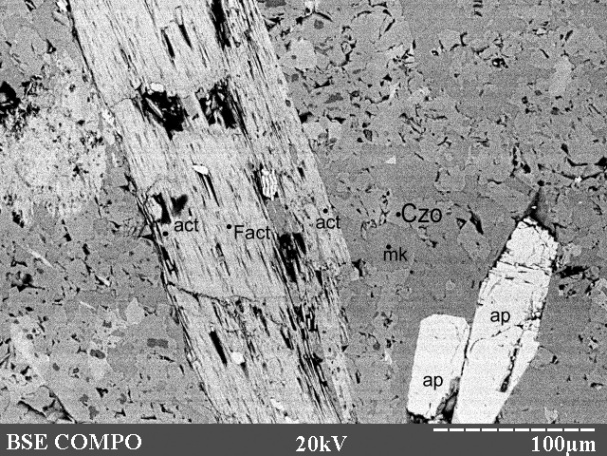 Czo
act
act
Fact
mk
ap
ap
BSE COMPO 20kV 100µm